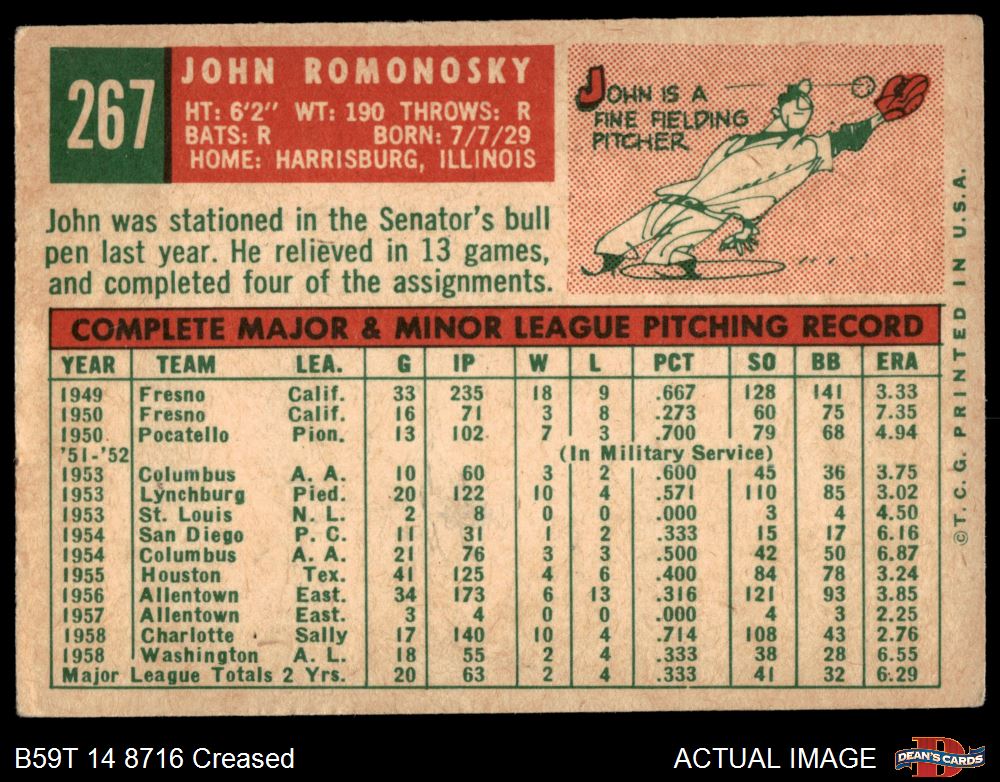 267
JOHN ROMONOSKY
HT: 6'2" WT: 190 THROWS: R
BATS: R BORN: 7/7/29
HOME: HARRISBURG, ILLINOIS
JOHN IS A
FINE FIELDING
PITCHER
John was stationed in the Senator's bull
pen last year. He relieved in 13 games,
and completed four of the assignments.
COMPLETE MAJOR & MINOR LEAGUE PITCHING RECORD
YEAR TEAM LEA. G IP W L PCT SO BB ERA
1949 Fresno Calif. 33 235 18 9 .667 128 141 3.33
1950 Fresno Calif. 16 71 3 8 .273 60 75 7.35
1950 Pocatello Pion. 13 102 7 3 .700 79 68 4.94
'51-'52 (In Military Service)
1953 Columbus A. A. 10 60 3 2 .600 45 36 3.75
1953 Lynchburg Pied. 20 122 10 4 .571 110 85 3.02
1953 St. Louis N. L. 2 8 0 0 .000 3 4 4.50
1954 San Diego P. C. 11 31 1 2 .333 15 17 6.16
1954 Columbus A. A. 21 76 3 3 .500 42 50 6.87
1955 Houston Tex. 41 125 4 6 .400 84 78 3.24
1956 Allentown East. 34 173 6 13 .316 121 93 3.85
1957 Allentown East. 3 4 0 0 .000 4 3 2.25
1958 Charlotte Sally 17 140 10 4 .714 108 43 2.76
1958 Washington A. L. 18 55 2 4 .333 38 28 6.55
Major League Totals 2 Yrs. 20 63 2 4 .333 41 32 6.29
©T. C. G. PRINTED IN U. S. A.
B59T 14 8716 Creased
ACTUAL IMAGE
D
DEAN'S CARDS